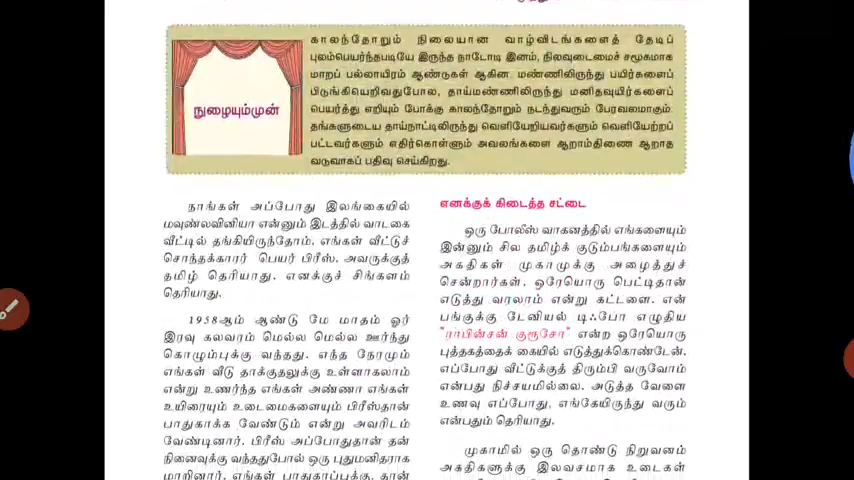 நுழையும்முன்
காலந்தோறும் நிலையான வாழ்விடங்களைத் தேடிப்
புலம்பெயர்ந்தபடியே இருந்த நாடோடி இனம், நிலவுடைமைச் சமூகமாக
மாறப் பல்லாயிரம் ஆண்டுகள் ஆகின. மண்ணிலிருந்து பயிர்களைப்
பிடுங்கியெறிவதுபோல, தாய்மண்ணிலிருந்து மனிதவுயிர்களைப்
பெயர்த்து எறியும் போக்கு காலந்தோறும் நடந்துவரும் பேரவலமாகும்.
தங்களுடைய தாய்நாட்டிலிருந்து வெளியேறியவர்களும் வெளியேற்றப்
பட்டவர்களும் எதிர்கொள்ளும் அவலங்களை ஆறாம்திணை ஆறாத
வடுவாகப் பதிவு செய்கிறது.
நாங்கள் அப்போது இலங்கையில்
மவுண்லவினியா என்னும் இடத்தில் வாடகை
வீட்டில் தங்கியிருந்தோம். எங்கள் வீட்டுச்
சொந்தக்காரர் பெயர் பிரீஸ். அவருக்குத்
தமிழ் தெரியாது. எனக்குச் சிங்களம்
தெரியாது.
1958ஆம் ஆண்டு மே மாதம் ஓர்
இரவு கலவரம் மெல்ல மெல்ல ஊர்ந்து
கொழும்புக்கு வந்தது. எந்த நேரமும்
எங்கள் வீடு தாக்குதலுக்கு உள்ளாகலாம்
என்று உணர்ந்த எங்கள் அண்ணா எங்கள்
உயிரையும் உடைமைகளையும் பிரீஸ்தான்
பாதுகாக்க வேண்டும் என்று அவரிடம்
வேண்டினார். பிரீஸ் அப்போதுதான் தன்
நினைவுக்கு வந்ததுபோல் ஒரு புதுமனிதராக
மாறினார். எங்கள் பாதுகாப்புக்கு, தான்
எனக்குக் கிடைத்த சட்டை
ஒரு போலீஸ் வாகனத்தில் எங்களையும்
இன்னும் சில தமிழ்க் குடும்பங்களையும்
அகதிகள் முகாமுக்கு அழைத்துச்
சென்றார்கள். ஒரேயொரு பெட்டிதான்
எடுத்து வரலாம் என்று கட்டளை. என்
பங்குக்கு டேனியல் டிஃபோ எழுதிய
"ராபின்சன் குரூசோ" என்ற ஒரேயொரு
புத்தகத்தைக் கையில் எடுத்துக்கொண்டேன்.
எப்போது வீட்டுக்குத் திரும்பி வருவோம்
என்பது நிச்சயமில்லை. அடுத்த வேளை
உணவு எப்போது, எங்கேயிருந்து வரும்
என்பதும் தெரியாது.
முகாமில் ஒரு தொண்டு நிறுவனம்
அகதிகளுக்கு இலவசமாக உடைகள்